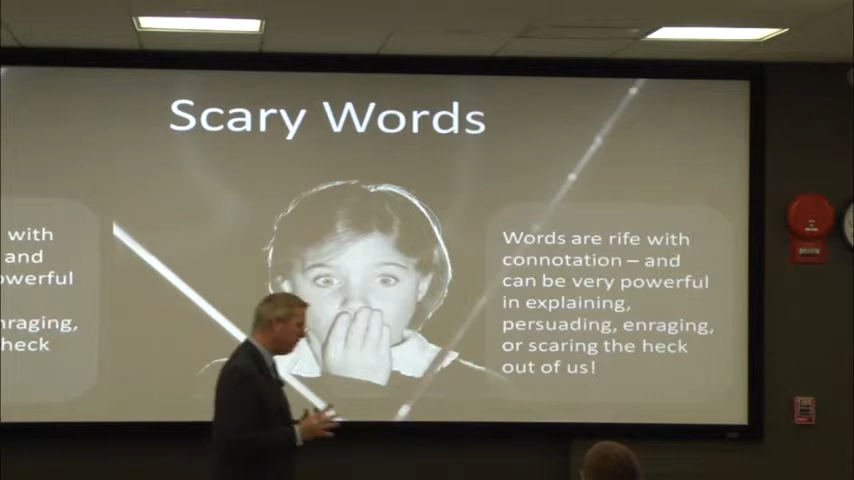 Scary Words
with
and
owerful
nraging,
heck
Words are rife with
connotation – and
can be very powerful
in explaining,
persuading, enraging,
or scaring the heck
out of us!